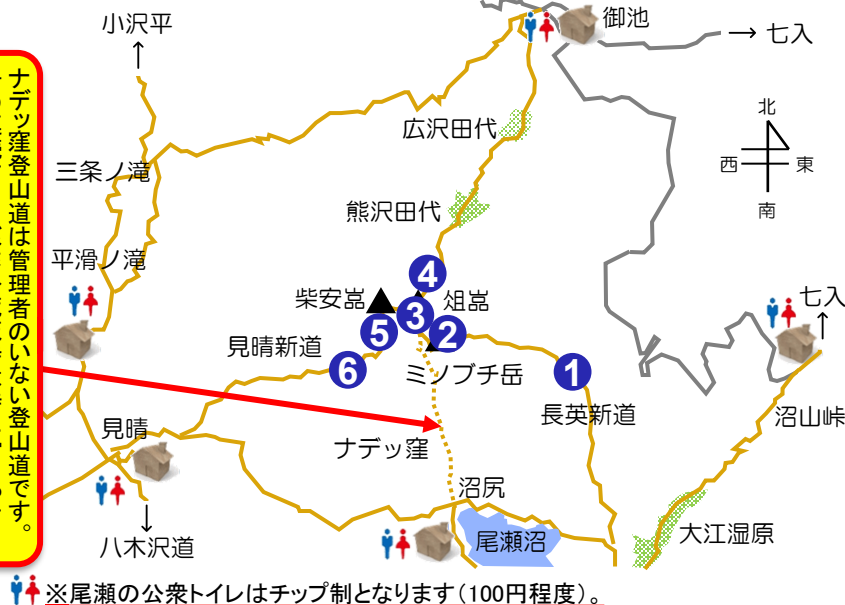 小沢平
↑
御池
→ 七入
広沢田代
北
西 東
南
三条ノ滝
熊沢田代
平滑ノ滝
柴安嵓
俎嵓
④
③
②
⑤
⑥
①
見晴新道
ミノブチ岳
長英新道
七入
↑
沼山峠
見晴
ナデッ窪
沼尻
尾瀬沼
大江湿原
↓
八木沢道
ナデッ窪登山道は管理者のいない登山道です。
※尾瀬の公衆トイレはチップ制となります(100円程度)。